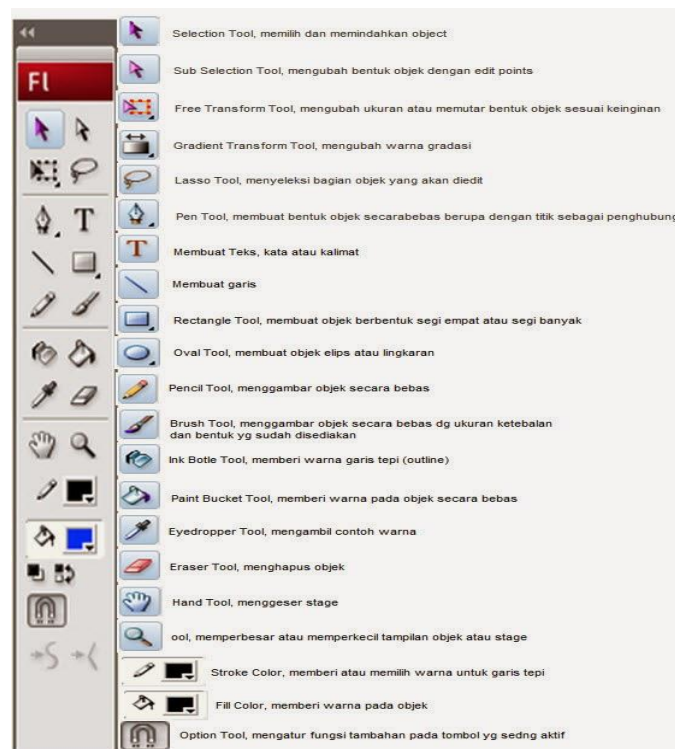 Fl
Selection Tool, memilih dan memindahkan object
Sub Selection Tool, mengubah bentuk objek dengan edit points
Free Transform Tool, mengubah ukuran atau memutar bentuk objek sesuai keinginan
Gradient Transform Tool, mengubah warna gradasi
Lasso Tool, menyeleksi bagian objek yang akan diedit
Pen Tool, membuat bentuk objek secarabebas berupa dengan titik sebagai penghubung
T
T
Membuat Teks, kata atau kalimat
Membuat garis
Rectangle Tool, membuat objek berbentuk segi empat atau segi banyak
Oval Tool, membuat objek elips atau lingkaran
Pencil Tool, menggambar objek secara bebas
Brush Tool, menggambar objek secara bebas dg ukuran ketebalan
dan bentuk yg sudah disediakan
Ink Botle Tool, memberi warna garis tepi (outline)
Paint Bucket Tool, memberi warna pada objek secara bebas
Eyedropper Tool, mengambil contoh warna
Eraser Tool, menghapus objek
Hand Tool, menggeser stage
ool, memperbesar atau memperkecil tampilan objek atau stage
Stroke Color, memberi atau memilih warna untuk garis tepi
Fill Color, memberi warna pada objek
Option Tool, mengatur fungsi tambahan pada tombol yg sedng aktif